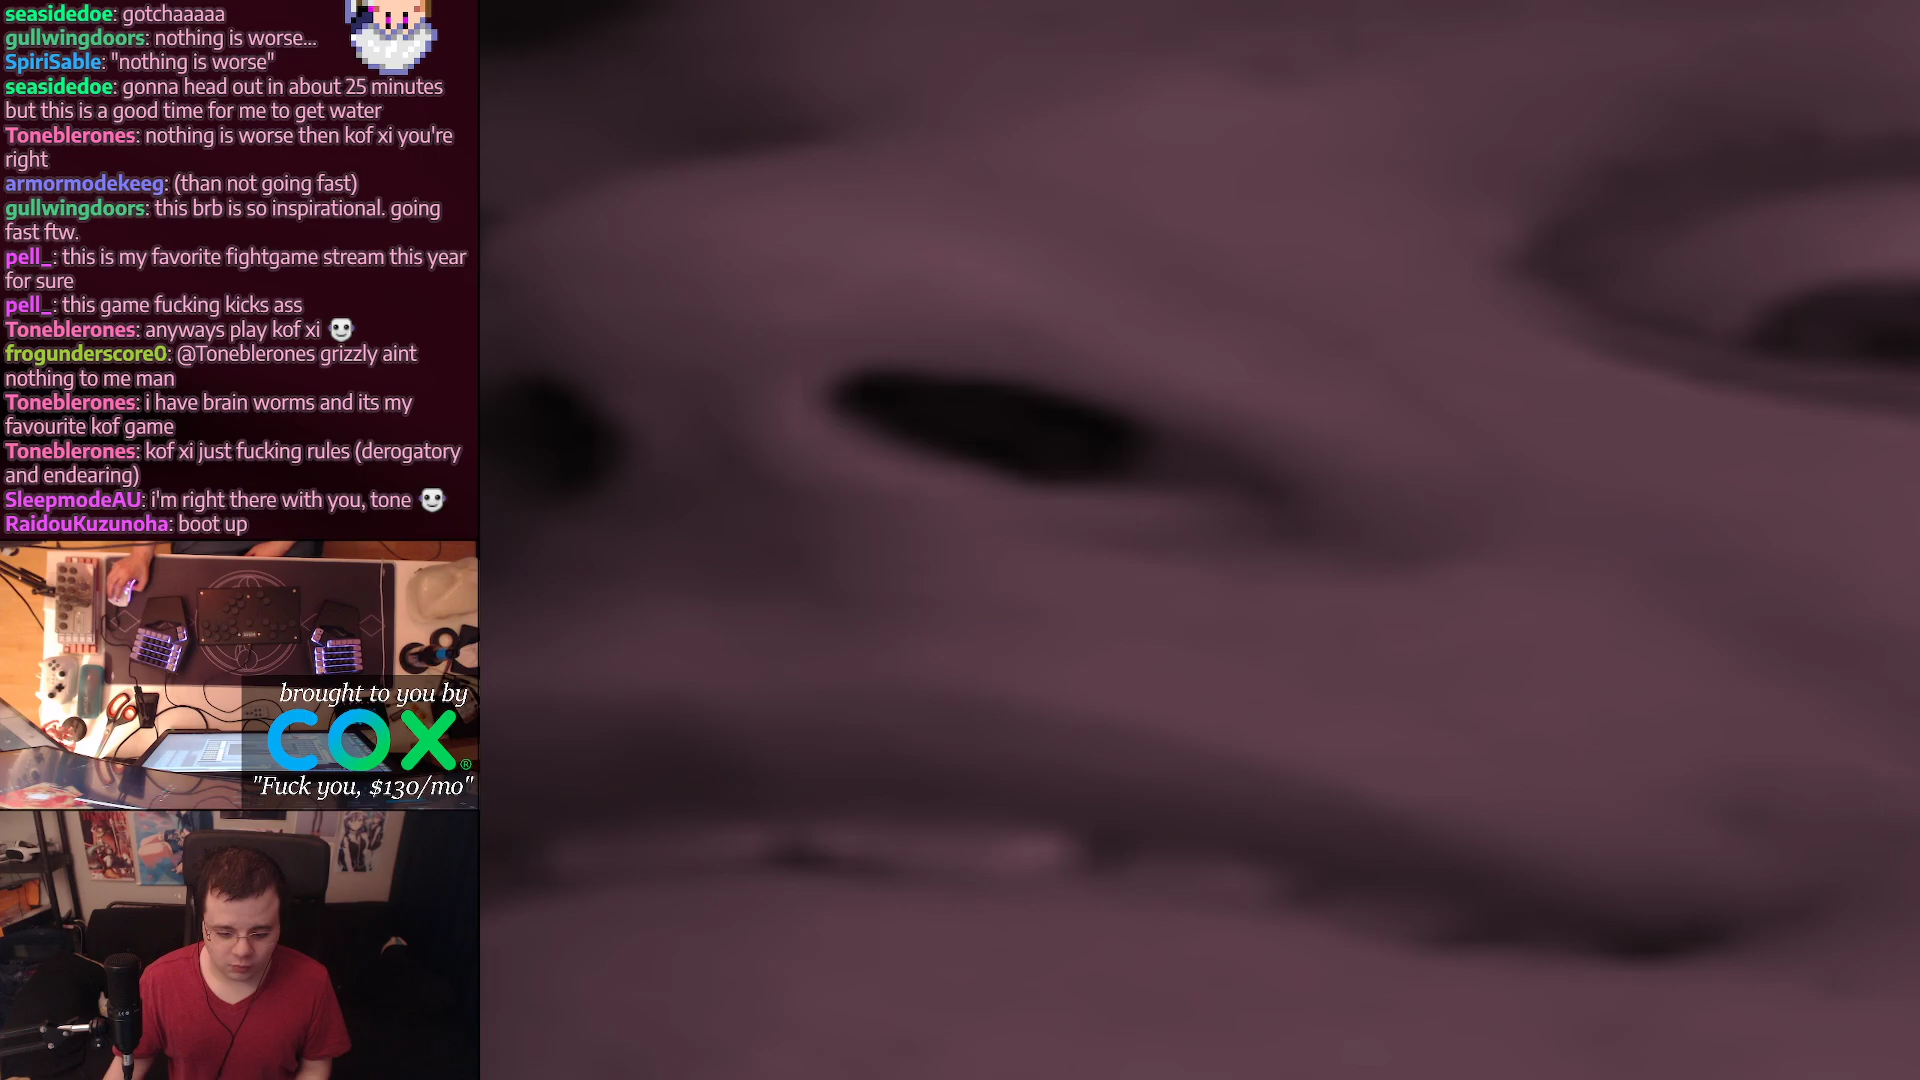 seasidedoe: gotchaaaaa
gullwingdoors: nothing is worse...
SpiriSable: "nothing is worse"
seasidedoe: gonna head out in about 25 minutes
but this is a good time for me to get water
Toneblerones: nothing is worse then kof xi you're
right
armormodekeeg: (than not going fast)
gullwingdoors: this brb is so inspirational. going
fast ftw.
pell_: this is my favorite fightgame stream this year
for sure
pell_: this game fucking kicks ass
Toneblerones: anyways play kof xi
frogunderscore0: @Toneblerones grizzly aint
nothing to me man
Toneblerones: i have brain worms and its my
favourite kof game
Toneblerones: kof xi just fucking rules (derogatory
and endearing)
SleepmodeAU: i'm right there with you, tone
RaidouKuzunoha: boot up
brought to you by
COX®
"Fuck you, $130/mo"